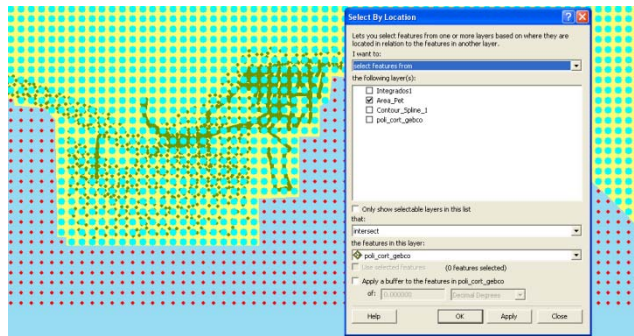 Select By Location
Lets you select features from one or more layers based on where they are
located in relation to the features in another layer.
I want to:
select features from
the following layer(s):
Integrados1
Area_Pet
Contour_Spline_1
poli_cort_gebco
Only show selectable layers in this list
that:
intersect
the features in this layer:
poli_cort_gebco
Use selected features (0 features selected)
Apply a buffer to the features in poli_cort_gebco
of: 0.000000 Decimal Degrees
Help OK Apply Close